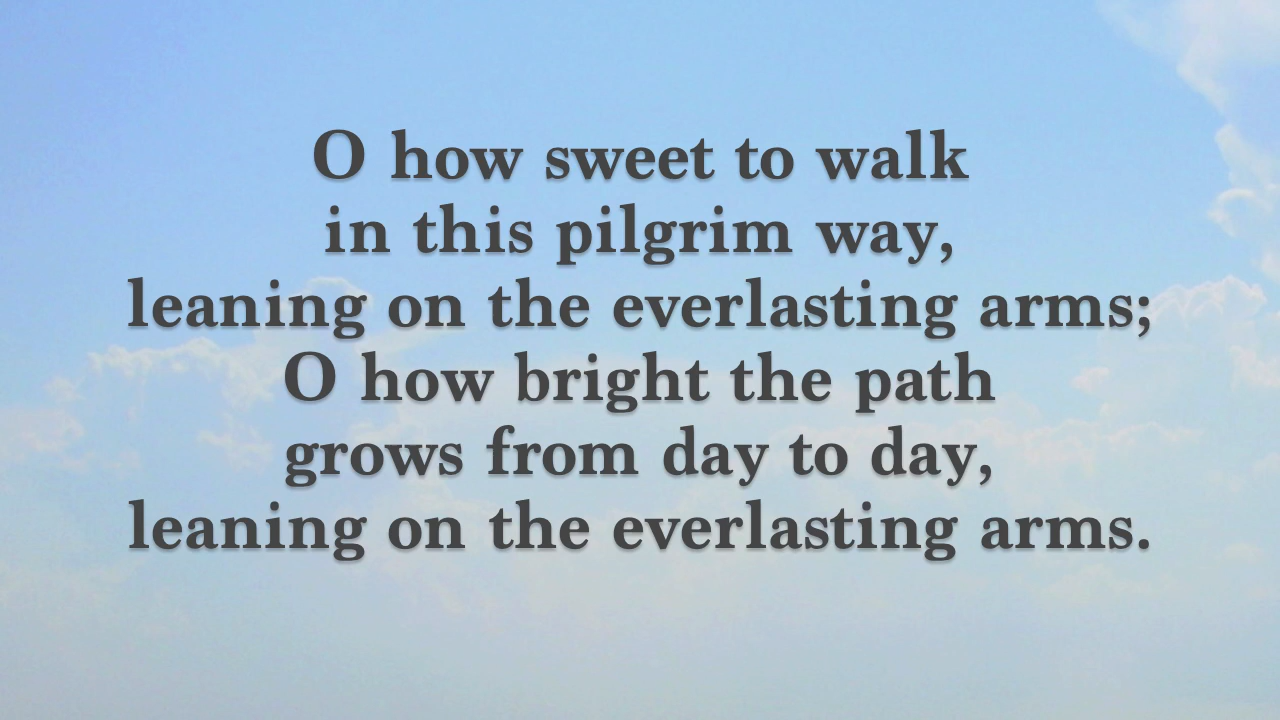 O how sweet to walk
in this pilgrim way,
leaning on the everlasting arms;
O how bright the path
grows from day to day,
leaning on the everlasting arms.